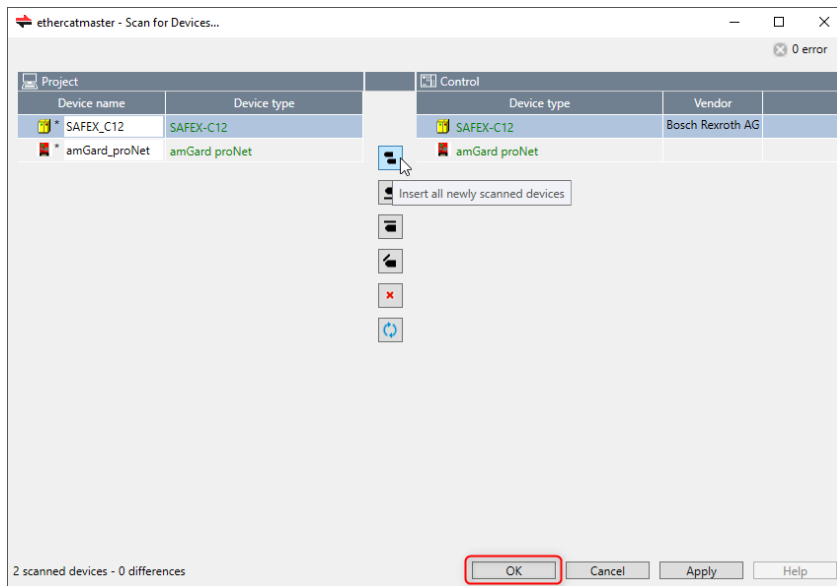 ethercatmaster - Scan for Devices...
0 error
Project Control
Device name Device type Device type Vendor
* SAFEX_C12 SAFEX-C12 SAFEX-C12 Bosch Rexroth AG
* amGard_proNet amGard proNet amGard proNet
Insert all newly scanned devices
2 scanned devices - 0 differences OK Cancel Apply Help